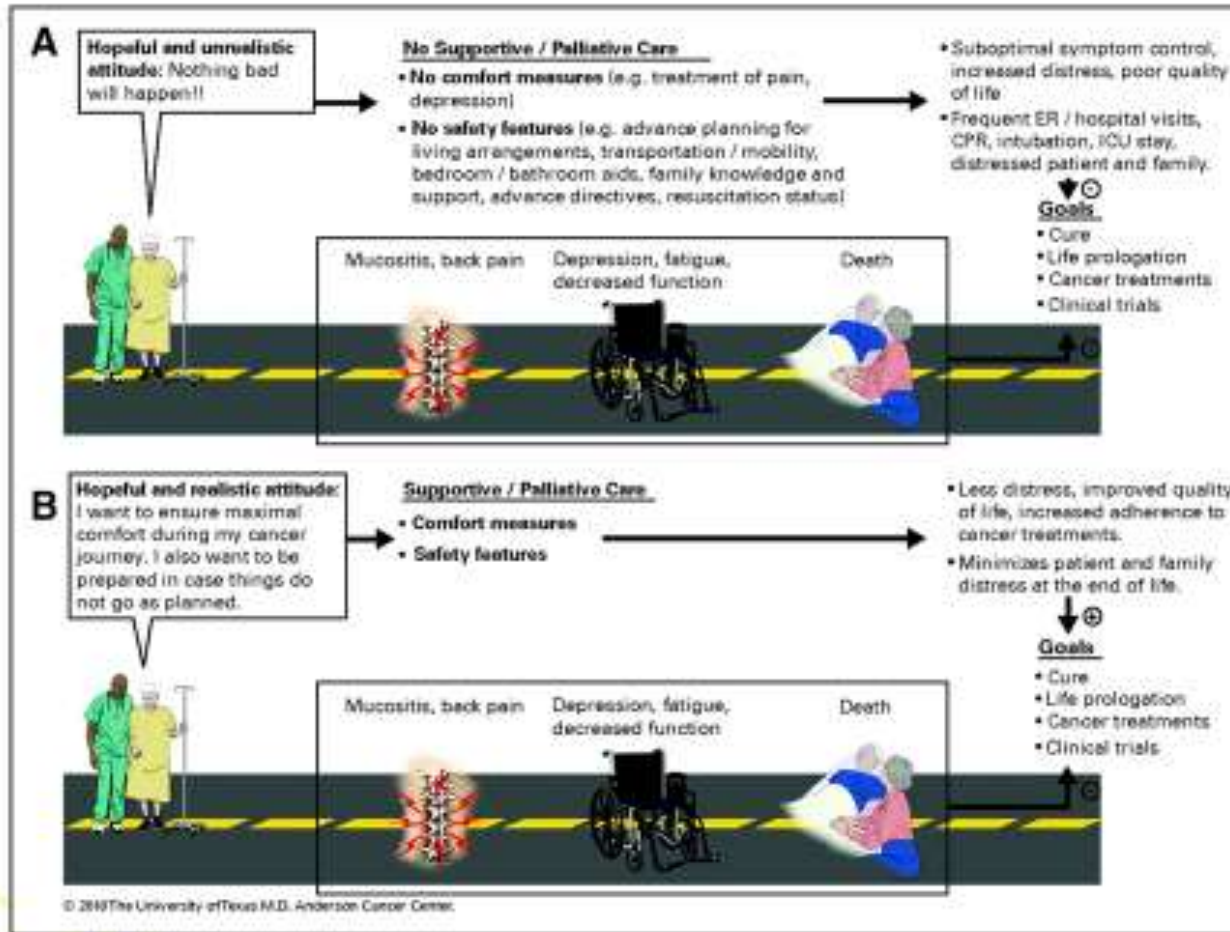 A
Hopeful and unrealistic
attitude: Nothing bad
will happen!!
No Supportive / Palliative Care
• No comfort measures (e.g. treatment of pain,
depression)
• No safety features (e.g. advance planning for
living arrangements, transportation / mobility,
bedroom / bathroom aids, family knowledge and
support, advance directives, resuscitation status)
• Suboptimal symptom control,
increased distress, poor quality
of life
• Frequent ER / hospital visits,
CPR, intubation, ICU stay,
distressed patient and family.
Goals
• Cure
• Life prologation
• Cancer treatments
• Clinical trials
Mucositis, back pain
Depression, fatigue,
decreased function
Death
B
Hopeful and realistic attitude:
I want to ensure maximal
comfort during my cancer
journey. I also want to be
prepared in case things do
not go as planned.
Supportive / Palliative Care
• Comfort measures
• Safety features
• Less distress, improved quality
of life, increased adherence to
cancer treatments.
• Minimizes patient and family
distress at the end of life.
Goals
• Cure
• Life prologation
• Cancer treatments
• Clinical trials
Mucositis, back pain
Depression, fatigue,
decreased function
Death
© The University of Texas M.D. Anderson Cancer Center.